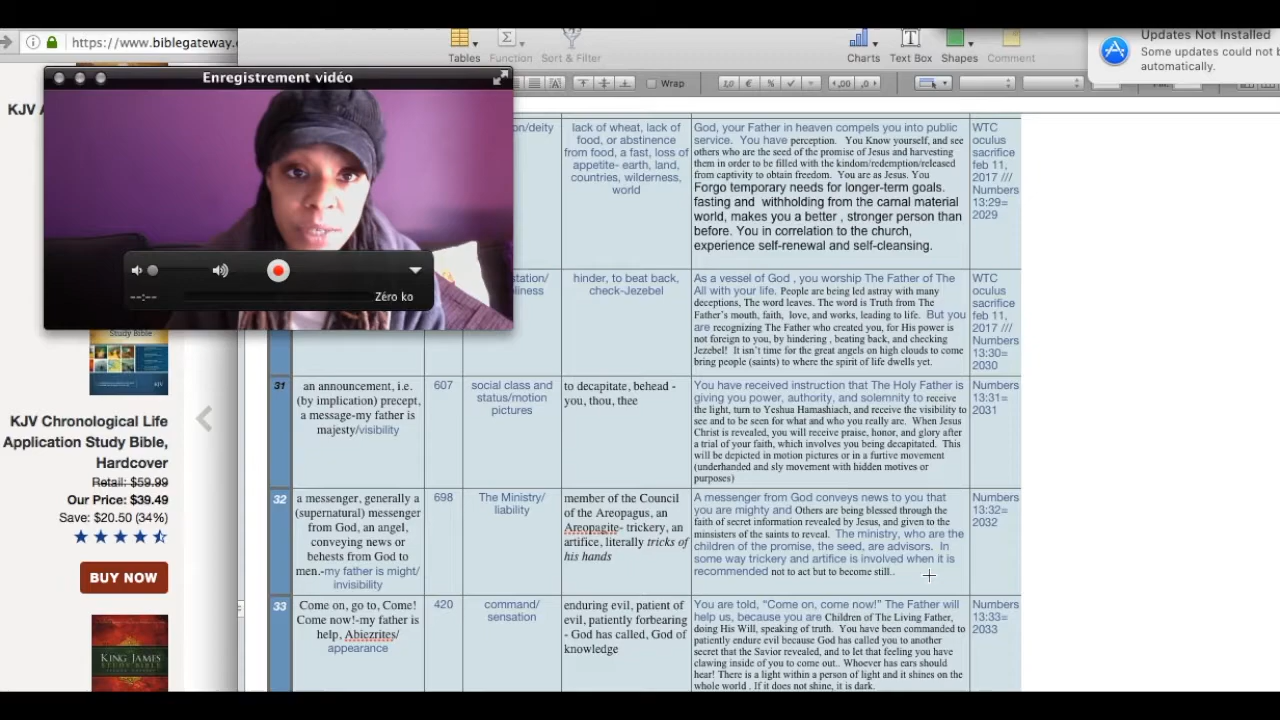 https://www.biblegateway.
Updates Not Installed
Some updates could not b
automatically.
Tables
Function
Sort & Filter
Charts
Text Box
Shapes
Comment
Wrap
Enregistrement vidéo
--:--
Zéro ko
KJV A
Study Bible
KJV Chronological Life
Application Study Bible,
Hardcover
Retail: $59.99
Our Price: $39.49
Save: $20.50 (34%)
BUY NOW
KING JAMES
STUDY BIBLE
on/deity
lack of wheat, lack of
food, or abstinence
from food, a fast, loss of
appetite- earth, land,
countries, wilderness,
world
God, your Father in heaven compels you into public
service. You have perception. You Know yourself, and see
others who are the seed of the promise of Jesus and harvesting
them in order to be filled with the kindom/redemption/released
from captivity to obtain freedom. You are as Jesus. You
Forgo temporary needs for longer-term goals.
fasting and withholding from the carnal material
world, makes you a better , stronger person than
before. You in correlation to the church,
experience self-renewal and self-cleansing.
WTC
oculus
sacrifice
feb 11,
2017 ///
Numbers
13:29=
2029
station/
liness
hinder, to beat back,
check-Jezebel
As a vessel of God , you worship The Father of The
All with your life. People are being led astray with many
deceptions, The word leaves. The word is Truth from The
Father's mouth, faith, love, and works, leading to life. But you
are recognizing The Father who created you, for His power is
not foreign to you, by hindering , beating back, and checking
Jezebel! It isn't time for the great angels on high clouds to come
bring people (saints) to where the spirit of life dwells yet.
WTC
oculus
sacrifice
feb 11,
2017 ///
Numbers
13:30=
2030
31
an announcement, i.e.
(by implication) precept,
a message-my father is
majesty/visibility
607
social class and
status/motion
pictures
to decapitate, behead -
you, thou, thee
You have received instruction that The Holy Father is
giving you power, authority, and solemnity to receive
the light, turn to Yeshua Hamashiach, and receive the visibility to
see and to be seen for what and who you really are. When Jesus
Christ is revealed, you will receive praise, honor, and glory after
a trial of your faith, which involves you being decapitated. This
will be depicted in motion pictures or in a furtive movement
(underhanded and sly movement with hidden motives or
purposes)
Numbers
13:31=
2031
32
a messenger, generally a
(supernatural) messenger
from God, an angel,
conveying news or
behests from God to
men.-my father is might/
invisibility
698
The Ministry/
liability
member of the Council
of the Areopagus, an
Areopagite- trickery, an
artifice, literally tricks of
his hands
A messenger from God conveys news to you that
you are mighty and Others are being blessed through the
faith of secret information revealed by Jesus, and given to the
minsisters of the saints to reveal. The ministry, who are the
children of the promise, the seed, are advisors. In
some way trickery and artifice is involved when it is
recommended not to act but to become still..
Numbers
13:32=
2032
33
Come on, go to, Come!
Come now!-my father is
help, Abiezrites/
appearance
420
command/
sensation
enduring evil, patient of
evil, patiently forbearing
- God has called, God of
knowledge
You are told, "Come on, come now!" The Father will
help us, because you are Children of The Living Father,
doing His Will, speaking of truth. You have been commanded to
patiently endure evil because God has called you to another
secret that the Savior revealed, and to let that feeling you have
clawing inside of you to come out.. Whoever has ears should
hear! There is a light within a person of light and it shines on the
whole world . If it does not shine, it is dark.
Numbers
13:33=
2033